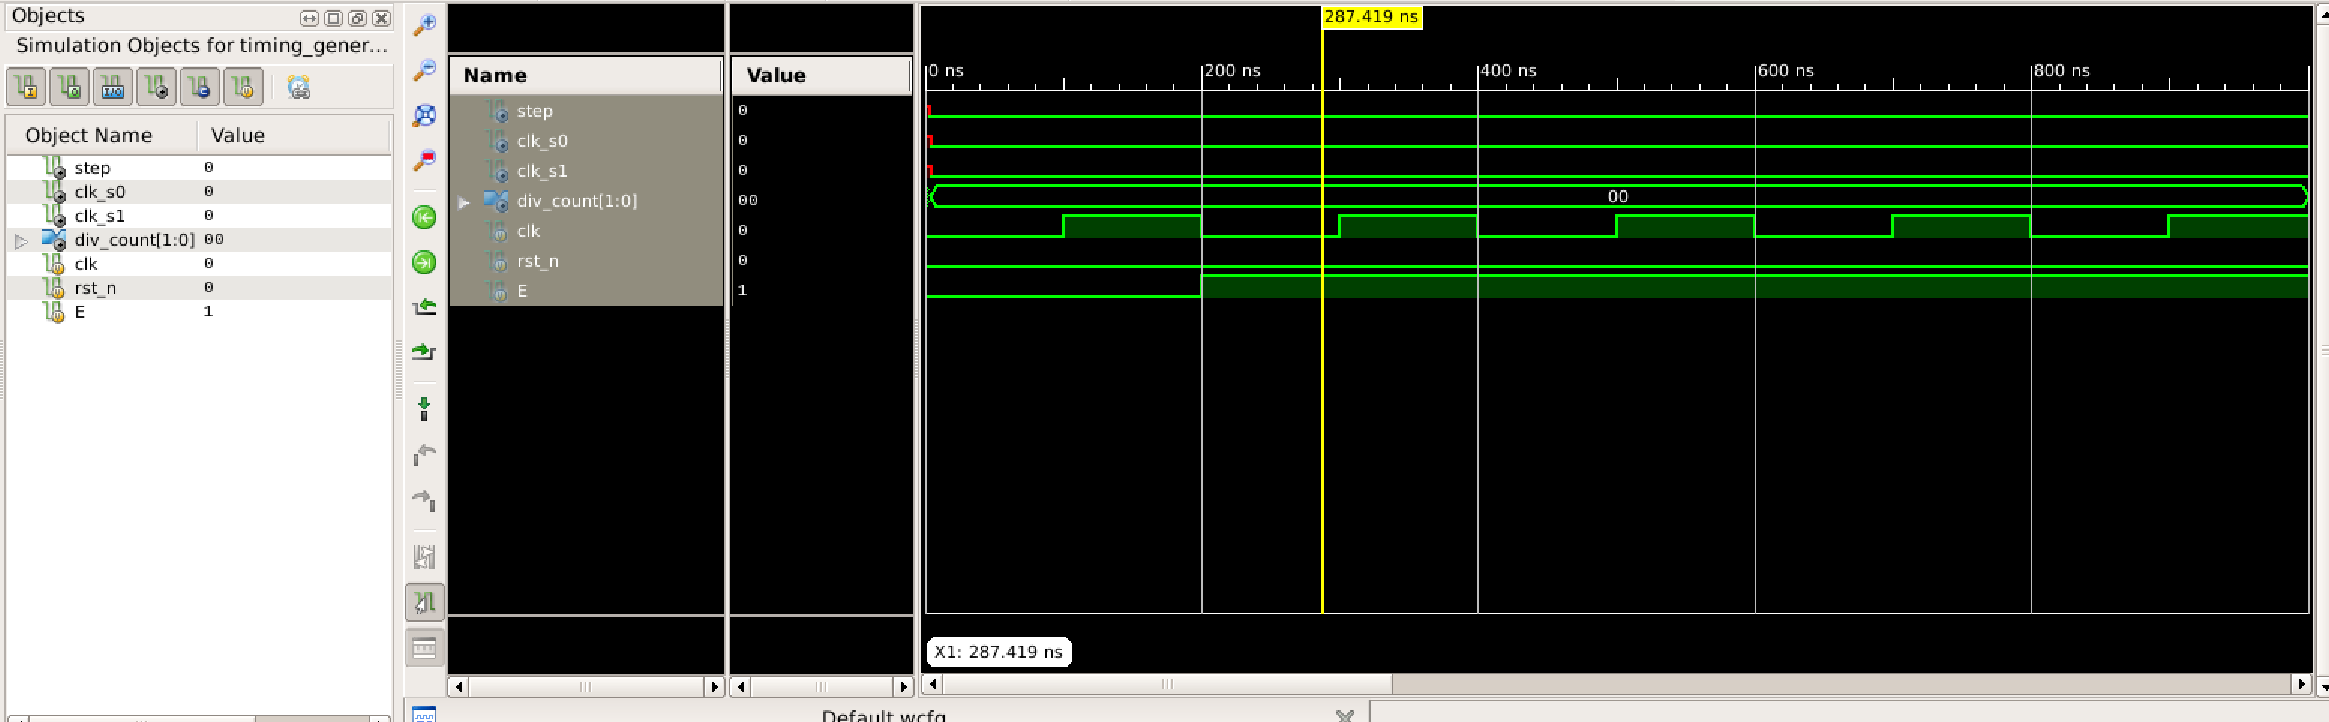 Objects
Simulation Objects for timing_gener...
Object Name Value
step 0
clk_s0 0
clk_s1 0
div_count[1:0] 00
clk 0
rst_n 0
E 1
Name Value
step 0
clk_s0 0
clk_s1 0
div_count[1:0] 00
clk 0
rst_n 0
E 1
287.419 ns
0 ns 200 ns 400 ns 600 ns 800 ns
00
X1: 287.419 ns
Default.wcfg